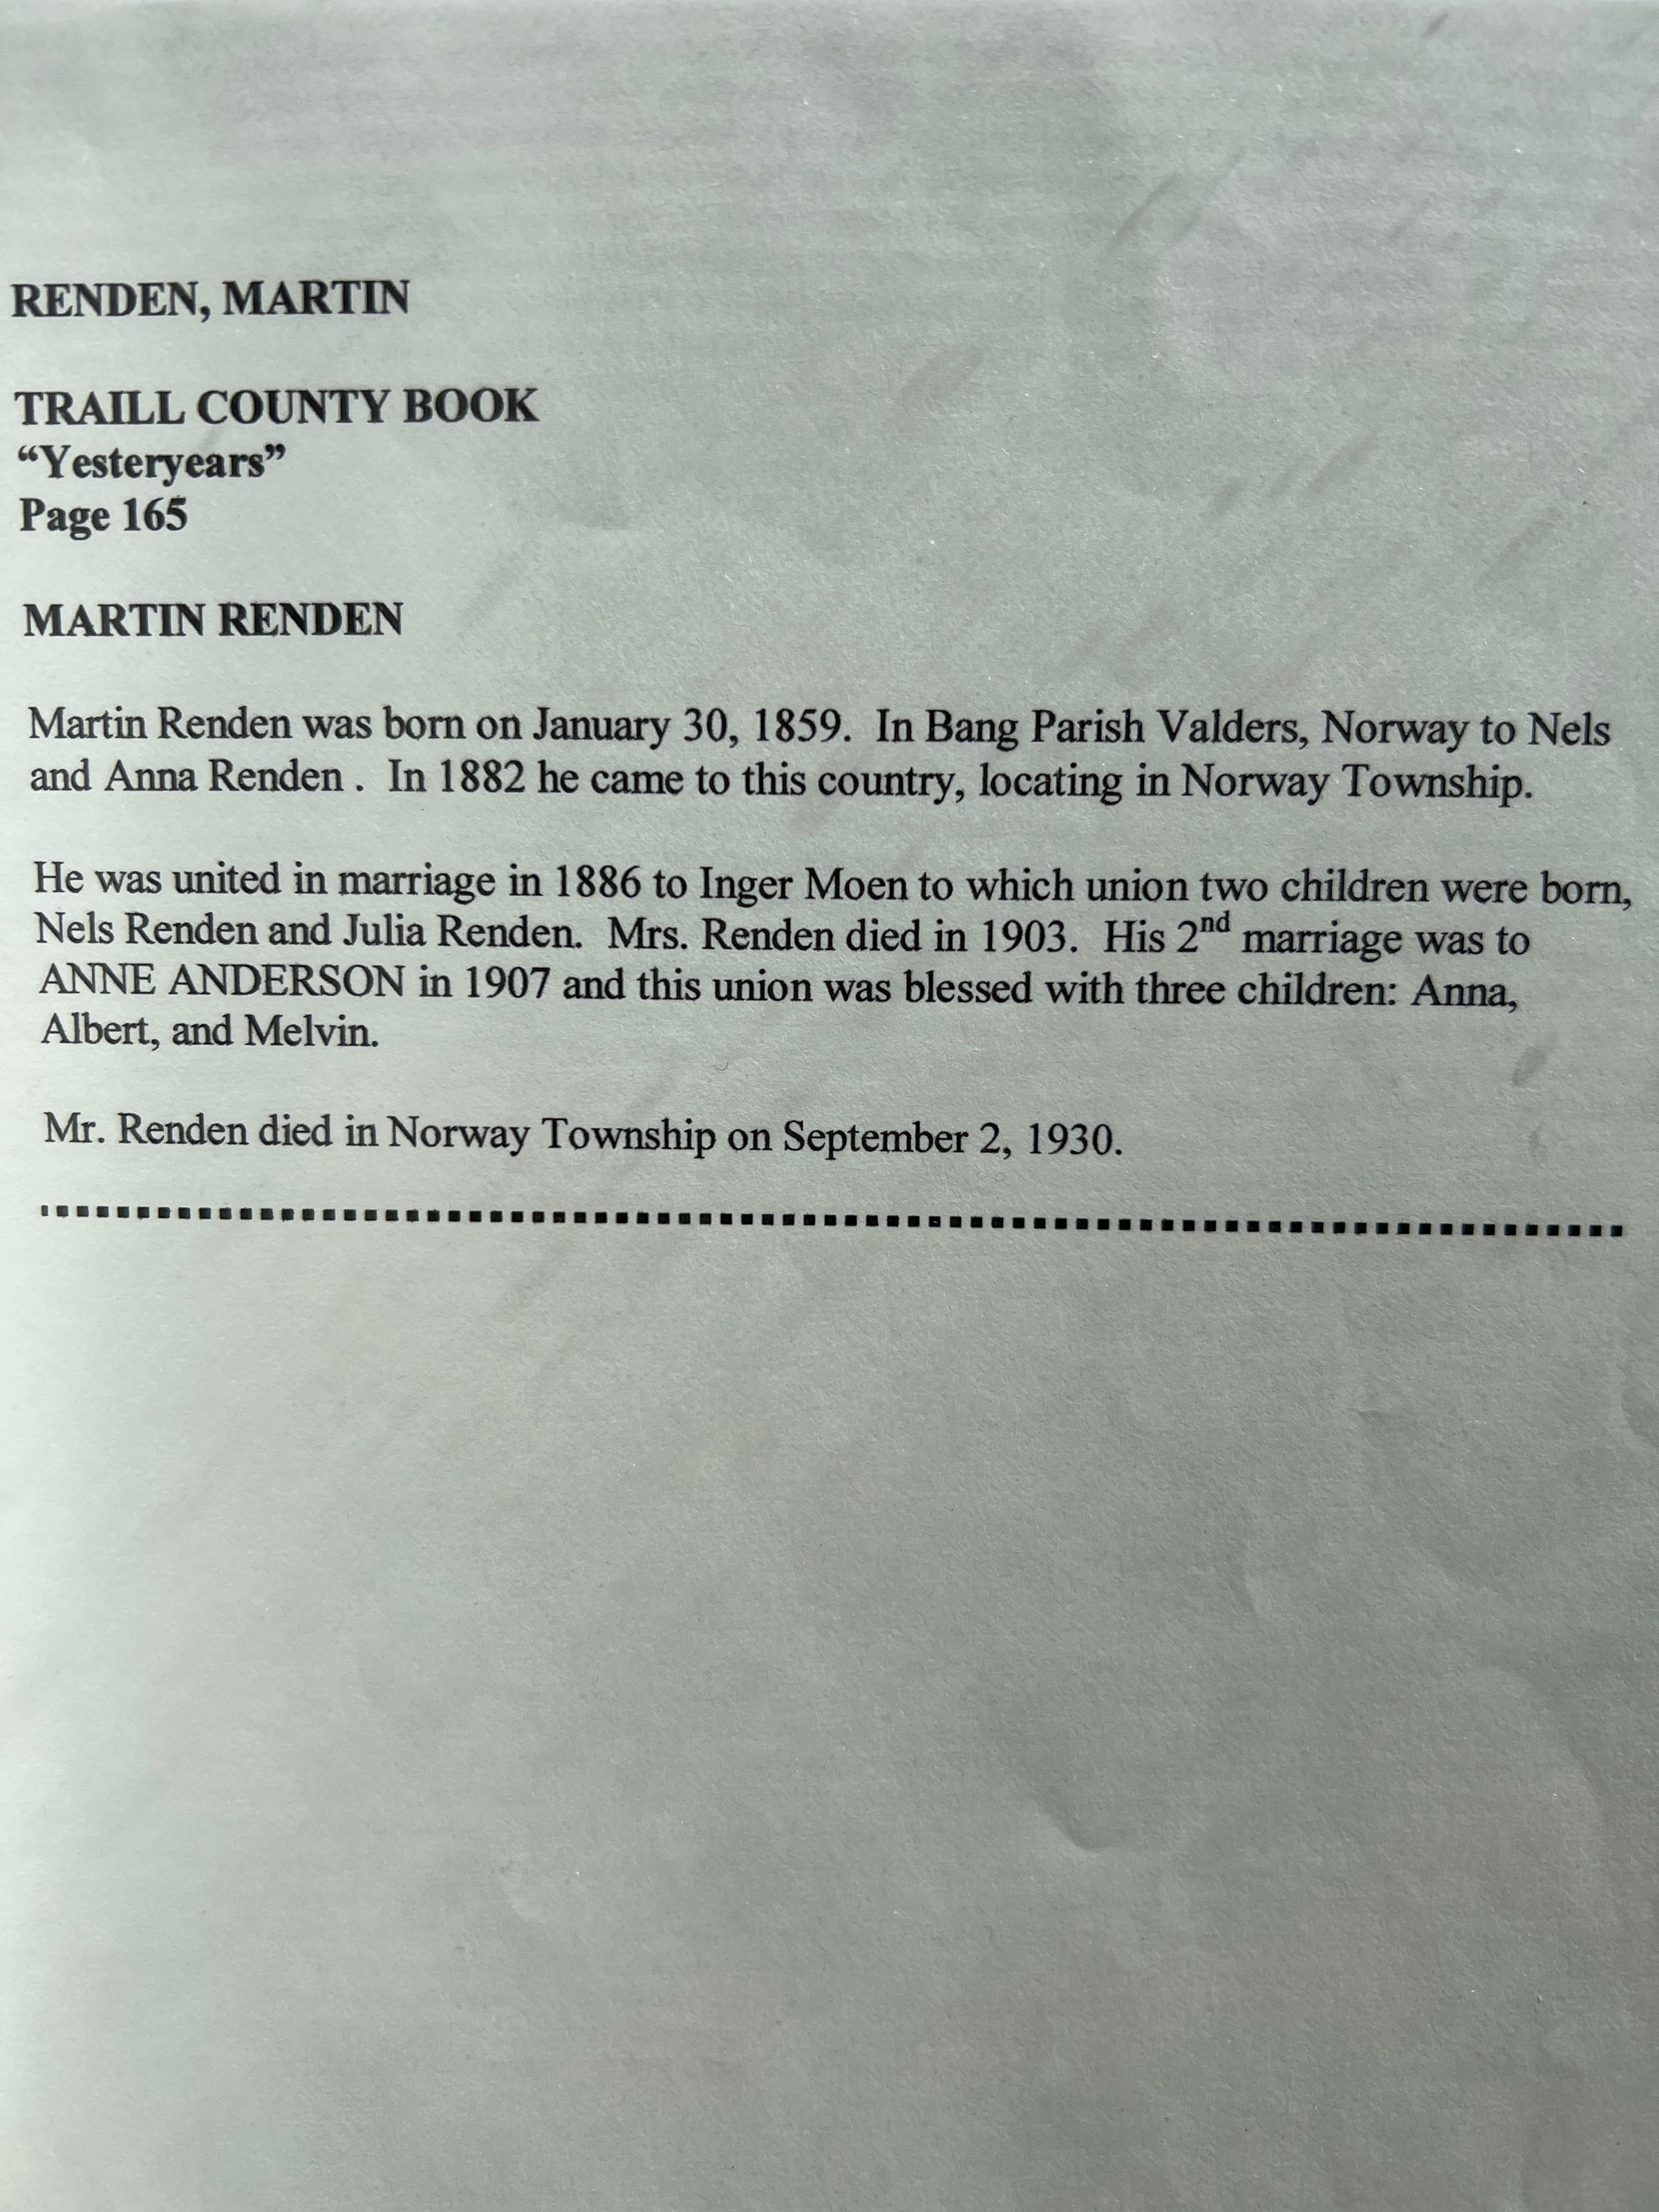 RENDEN, MARTIN
TRAILL COUNTY BOOK
“Yesteryears”
Page 165
MARTIN RENDEN
Martin Renden was born on January 30, 1859.  In Bang Parish Valders, Norway to Nels
and Anna Renden .  In 1882 he came to this country, locating in Norway Township.
He was united in marriage in 1886 to Inger Moen to which union two children were born,
Nels Renden and Julia Renden.  Mrs. Renden died in 1903.  His 2nd marriage was to
ANNE ANDERSON in 1907 and this union was blessed with three children:  Anna,
Albert, and Melvin.
Mr. Renden died in Norway Township on September 2, 1930.